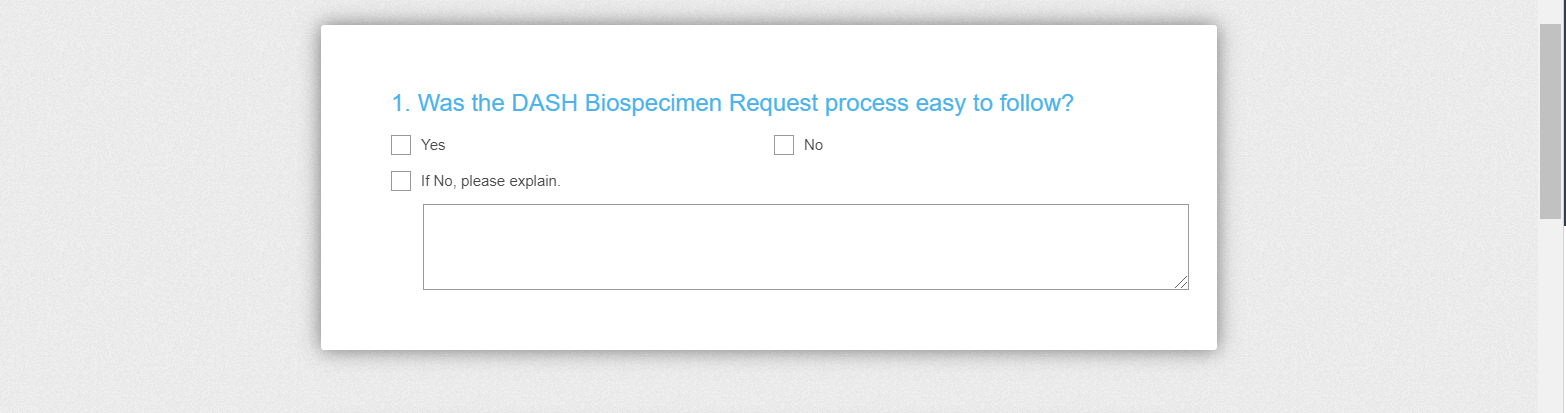 1. Was the DASH Biospecimen Request process easy to follow?
Yes
No
If No, please explain.